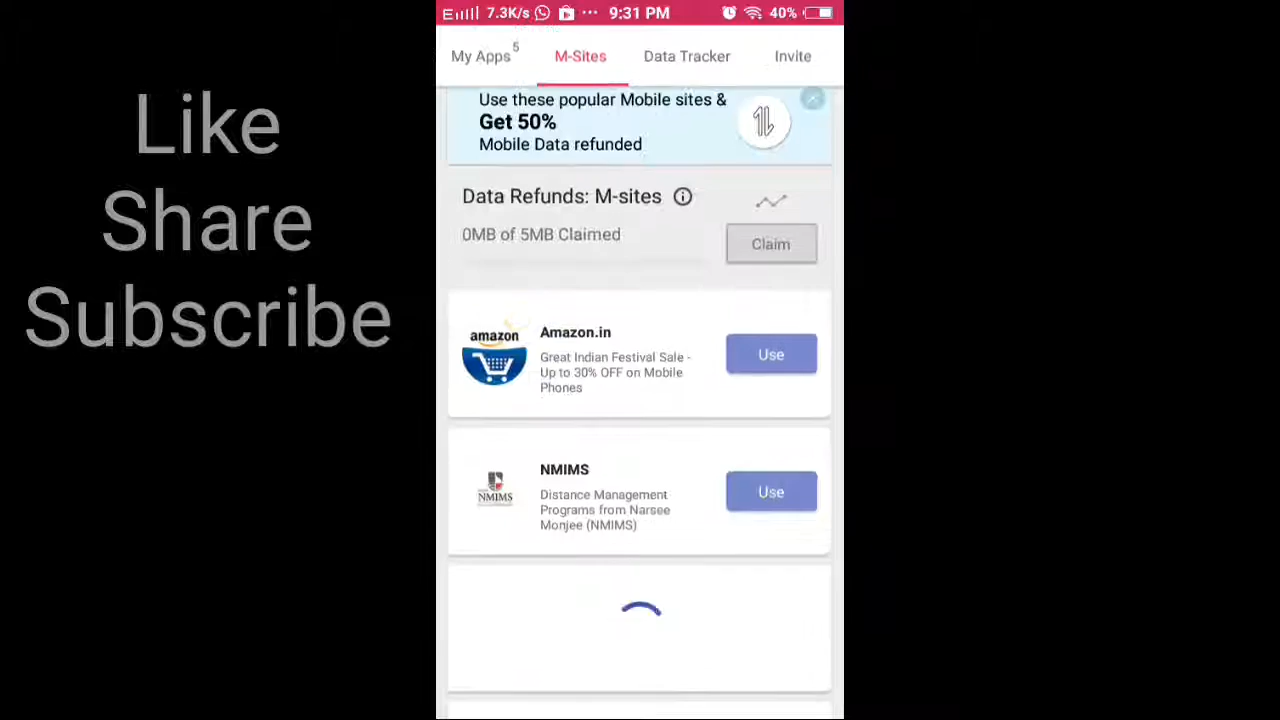 Like
Share
Subscribe
7.3K/s 9:31 PM 40%
My Apps 5 M-Sites Data Tracker Invite
Use these popular Mobile sites &
Get 50%
Mobile Data refunded
Data Refunds: M-sites
0MB of 5MB Claimed
Claim
amazon
Amazon.in
Great Indian Festival Sale -
Up to 30% OFF on Mobile
Phones
Use
NMIMS
NMIMS
Distance Management
Programs from Narsee
Monjee (NMIMS)
Use